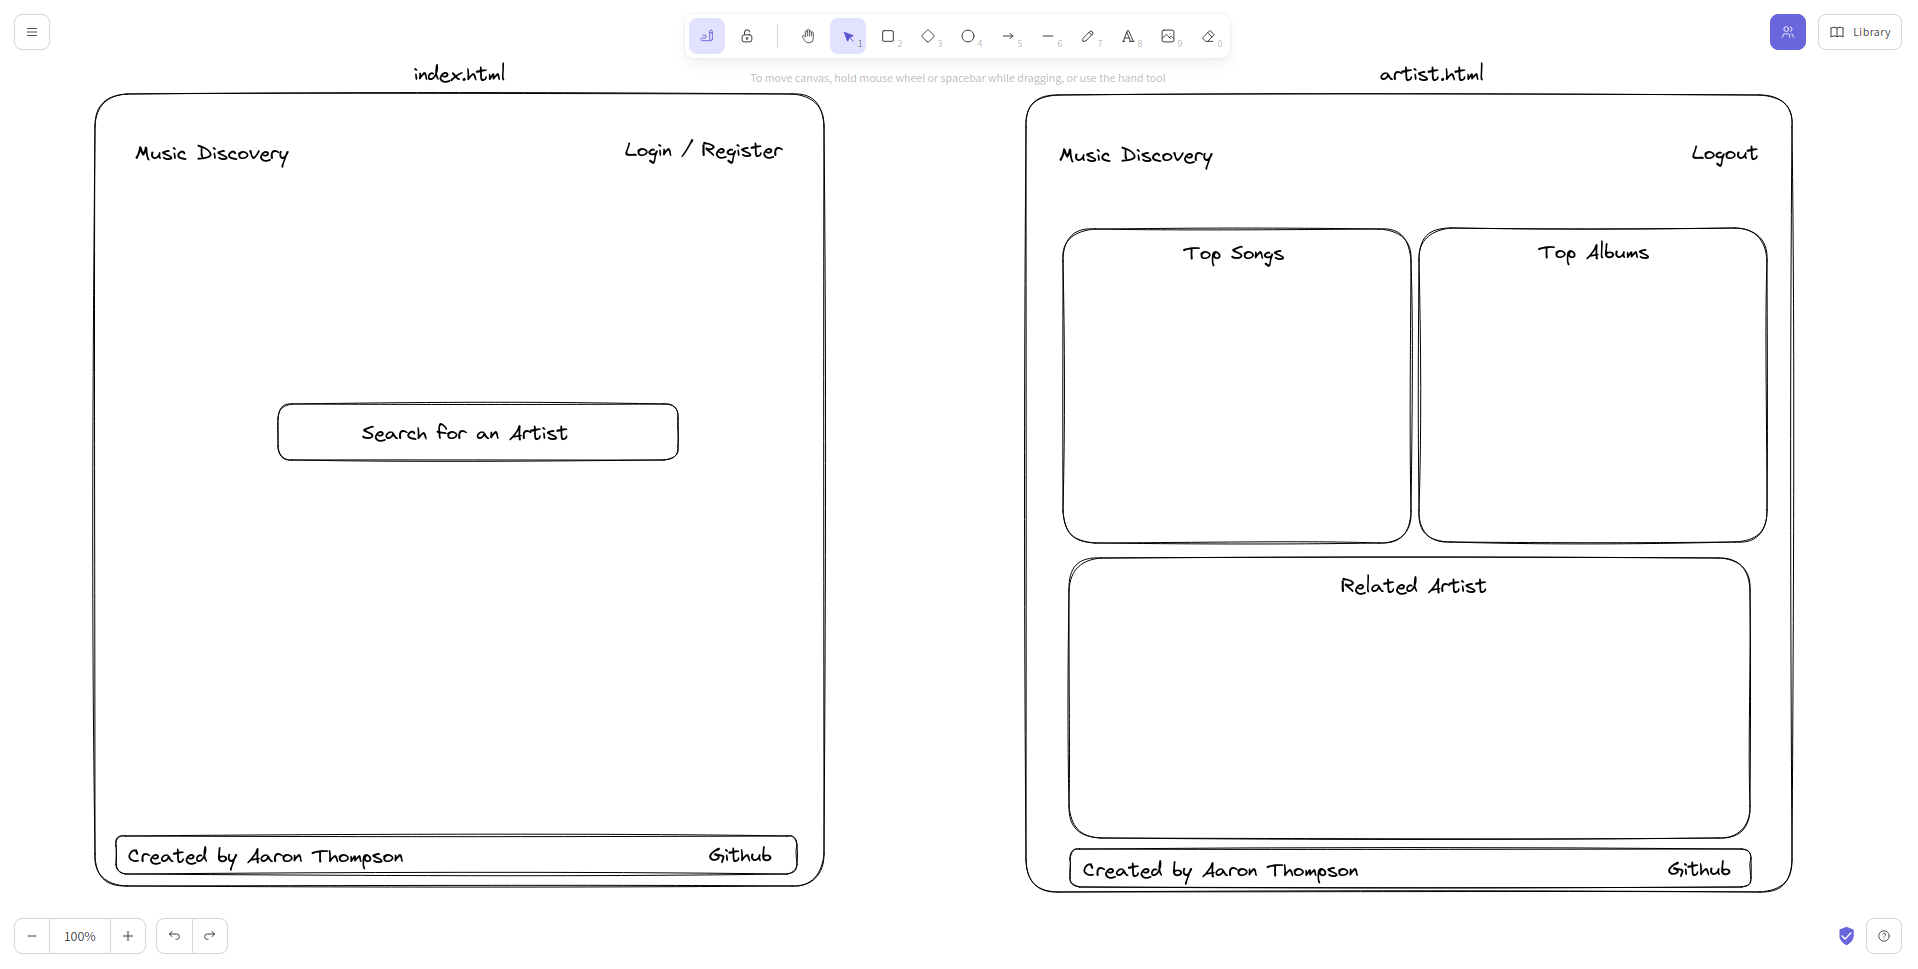 1
2
3
4
5
6
7
8
9
0
Library
To move canvas, hold mouse wheel or spacebar while dragging, or use the hand tool
index.html
Music Discovery
Login / Register
Search for an Artist
Created by Aaron Thompson
Github
artist.html
Music Discovery
Logout
Top Songs
Top Albums
Related Artist
Created by Aaron Thompson
Github
100%